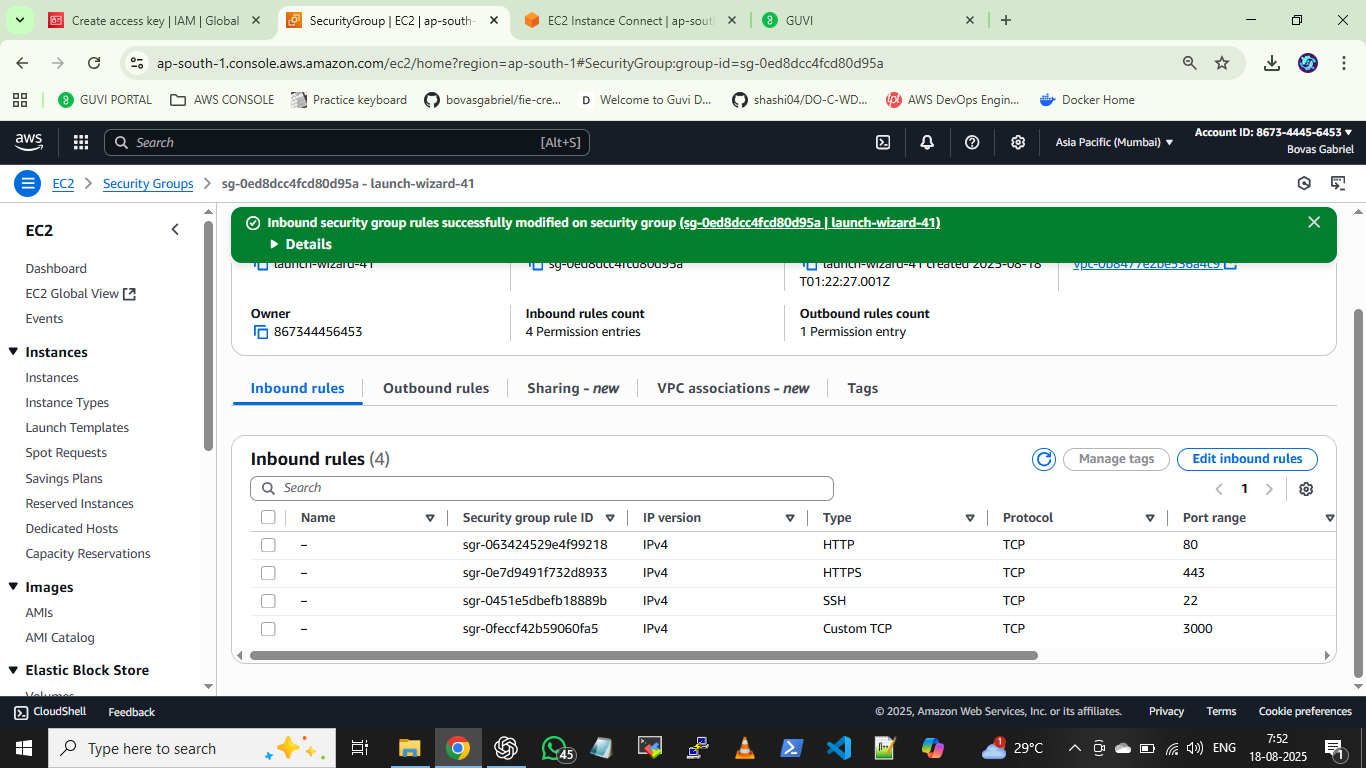 Create access key | IAM | Global
SecurityGroup | EC2 | ap-south-
EC2 Instance Connect | ap-sout
GUVI
ap-south-1.console.aws.amazon.com/ec2/home?region=ap-south-1#SecurityGroup:group-id=sg-0ed8dcc4fcd80d95a
GUVI PORTAL
AWS CONSOLE
Practice keyboard
bovasgabriel/fie-cre...
Welcome to Guvi D...
shashi04/DO-C-WD...
AWS DevOps Engin...
Docker Home
aws
Search
[Alt+S]
Asia Pacific (Mumbai)
Account ID: 8673-4445-6453
Bovas Gabriel
EC2
Security Groups
sg-0ed8dcc4fcd80d95a - launch-wizard-41
EC2
Dashboard
EC2 Global View
Events
Instances
Instances
Instance Types
Launch Templates
Spot Requests
Savings Plans
Reserved Instances
Dedicated Hosts
Capacity Reservations
Images
AMIs
AMI Catalog
Elastic Block Store
Volumes
Inbound security group rules successfully modified on security group (sg-0ed8dcc4fcd80d95a | launch-wizard-41)
Details
launch-wizard-41
sg-0ed8dcc4fcd80d95a
launch-wizard-41 created 2025-08-18
T01:22:27.001Z
Owner
867344456453
Inbound rules count
4 Permission entries
Outbound rules count
1 Permission entry
Inbound rules
Outbound rules
Sharing - new
VPC associations - new
Tags
Inbound rules (4)
Manage tags
Edit inbound rules
Search
1
Name Security group rule ID IP version Type Protocol Port range
– sgr-063424529e4f99218 IPv4 HTTP TCP 80
– sgr-0e7d9491f732d8933 IPv4 HTTPS TCP 443
– sgr-0451e5dbefb18889b IPv4 SSH TCP 22
– sgr-0feccf42b59060fa5 IPv4 Custom TCP TCP 3000
CloudShell
Feedback
© 2025, Amazon Web Services, Inc. or its affiliates.
Privacy
Terms
Cookie preferences
Type here to search
45
1
29°C
ENG
7:52
18-08-2025
1